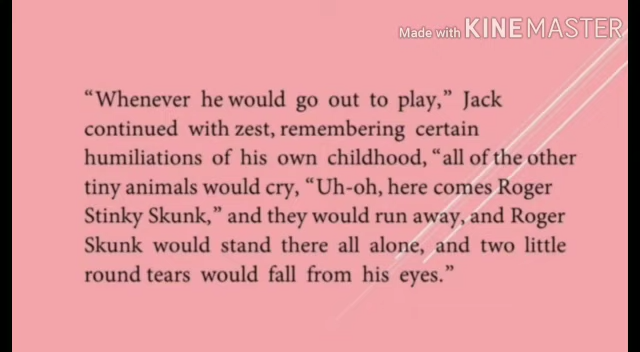 Made with KINEMASTER
“Whenever he would go out to play,” Jack
continued with zest, remembering certain
humiliations of his own childhood, “all of the other
tiny animals would cry, “Uh-oh, here comes Roger
Stinky Skunk,” and they would run away, and Roger
Skunk would stand there all alone, and two little
round tears would fall from his eyes.”